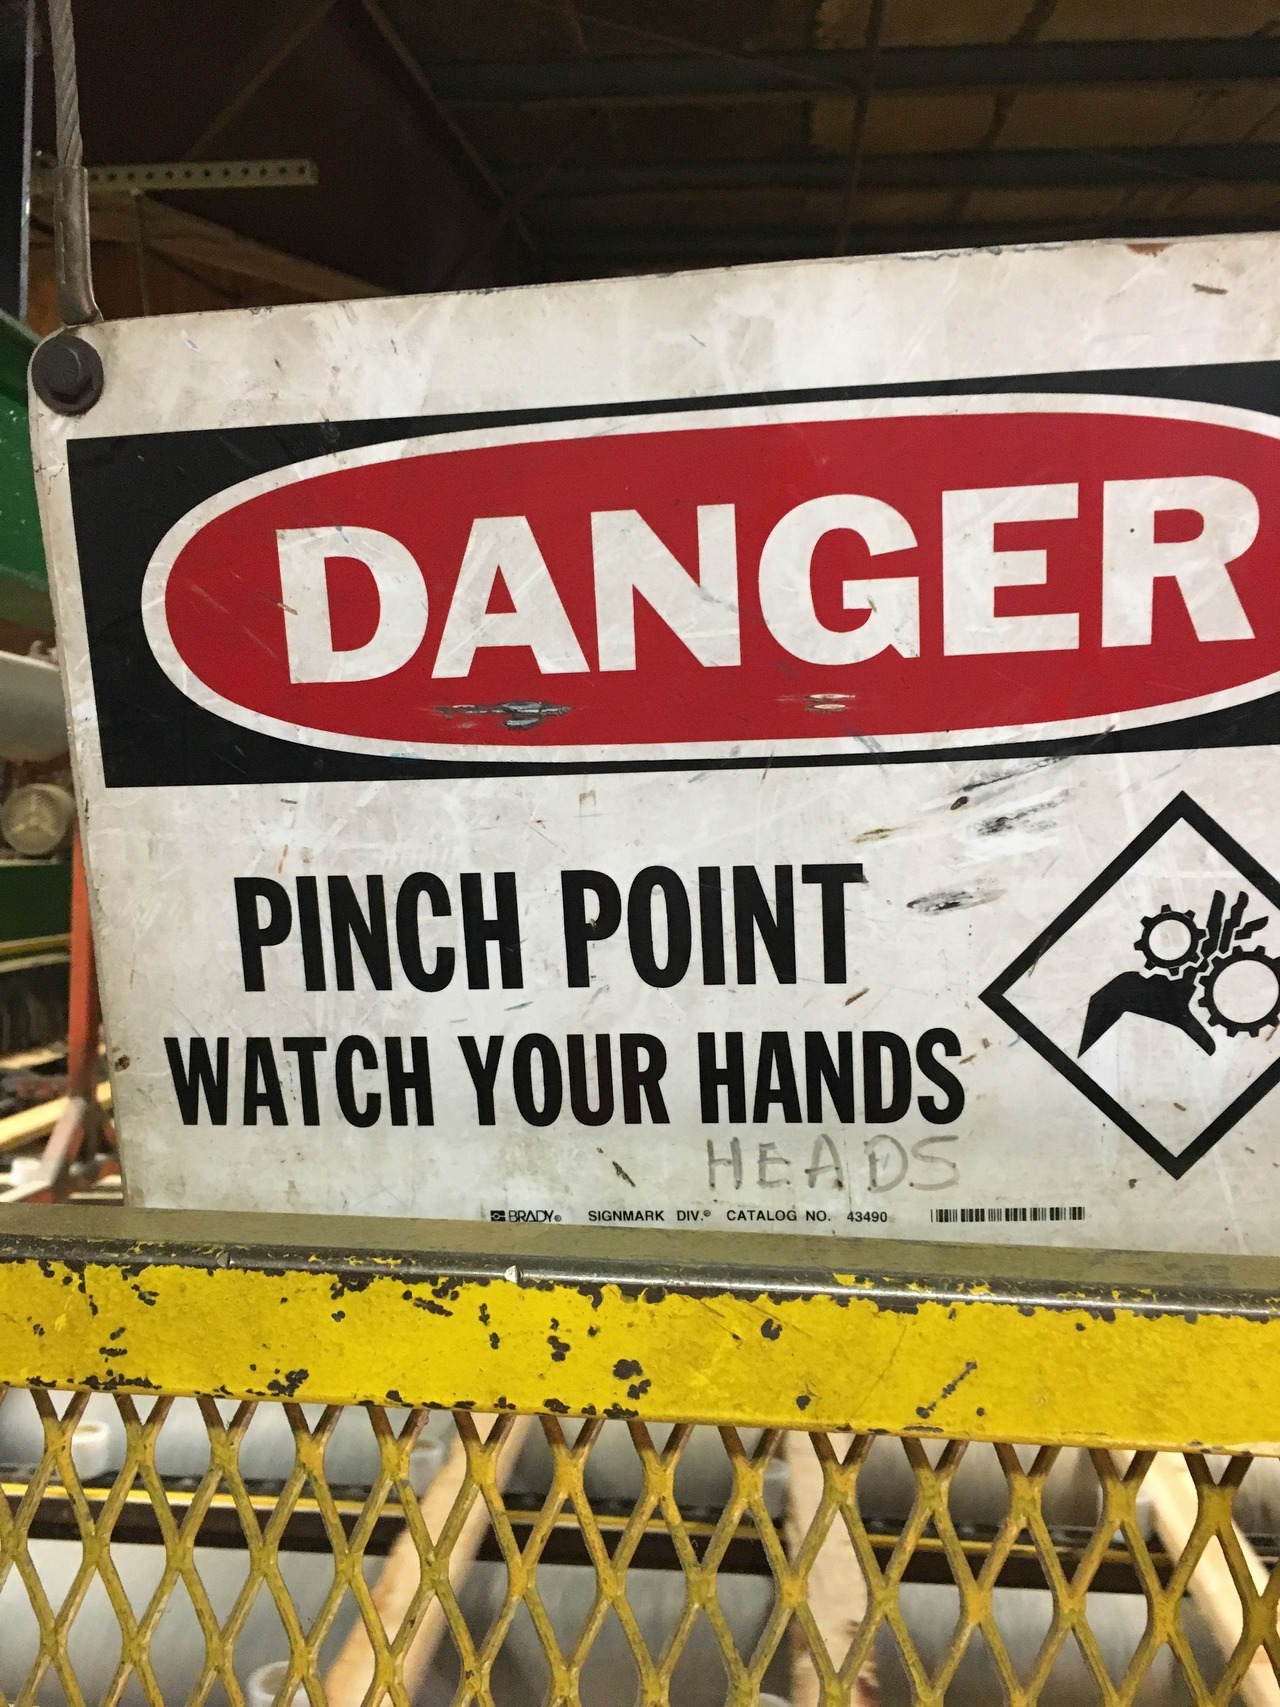 DANGER
PINCH POINT
WATCH YOUR HANDS
HEADS
BRADY® SIGNMARK DIV.® CATALOG NO. 43490